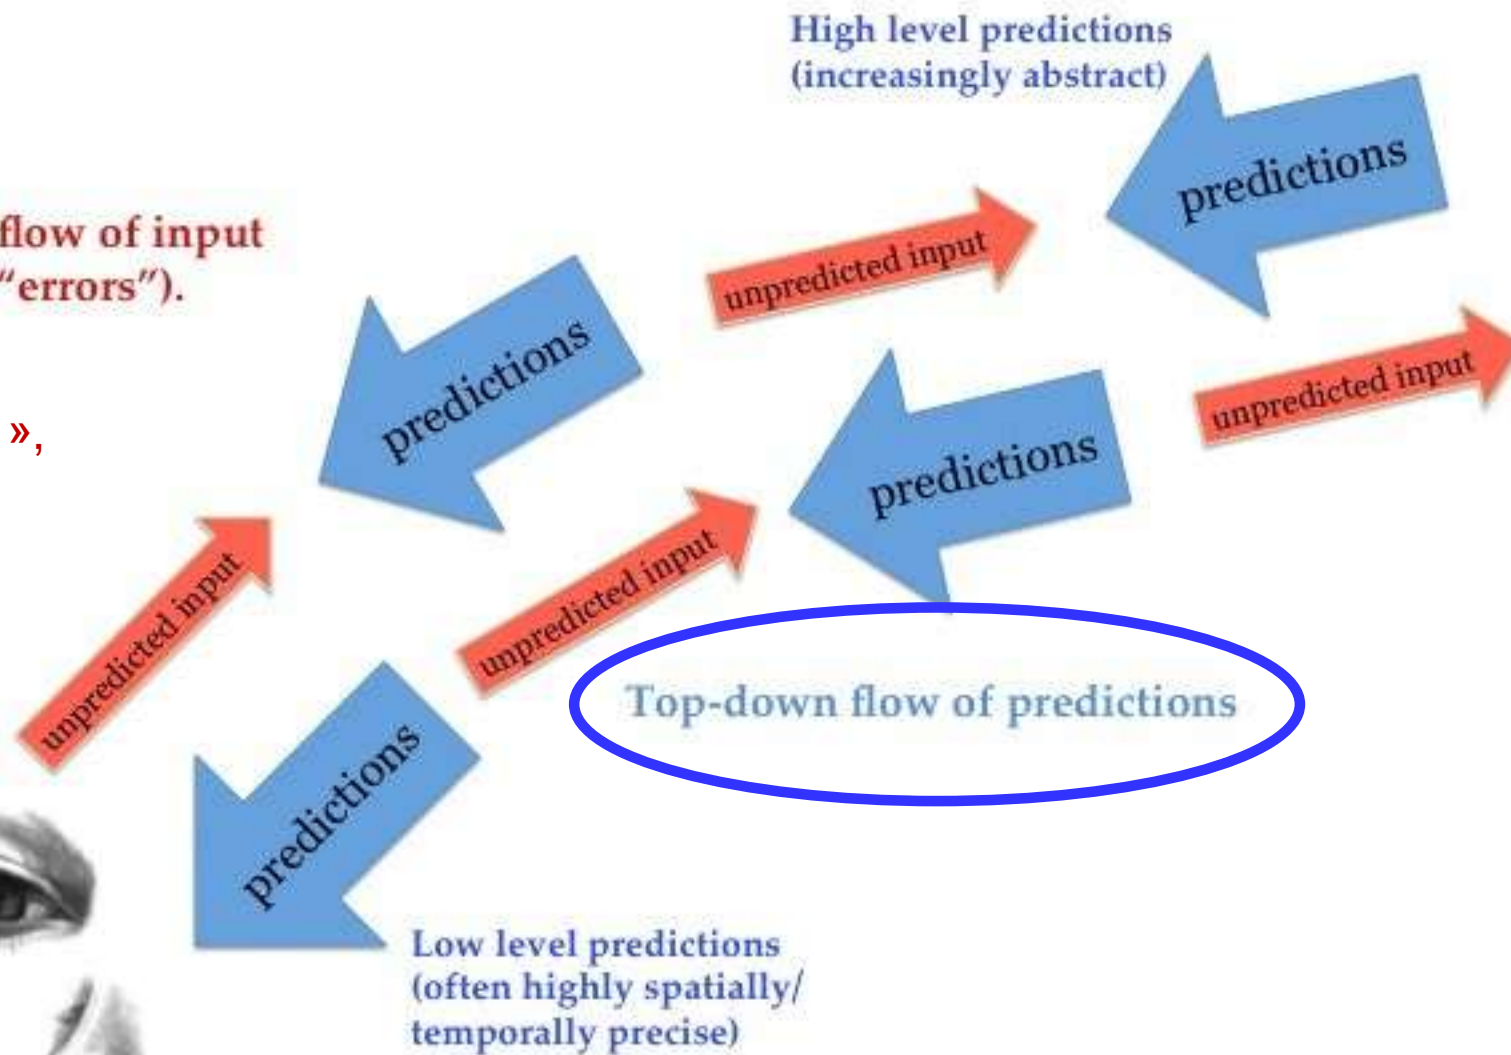 High level predictions
(increasingly abstract)
predictions
unpredicted input
flow of input
"errors").
predictions
unpredicted input
»,
predictions
unpredicted input
unpredicted input
Top-down flow of predictions
predictions
Low level predictions
(often highly spatially/
temporally precise)